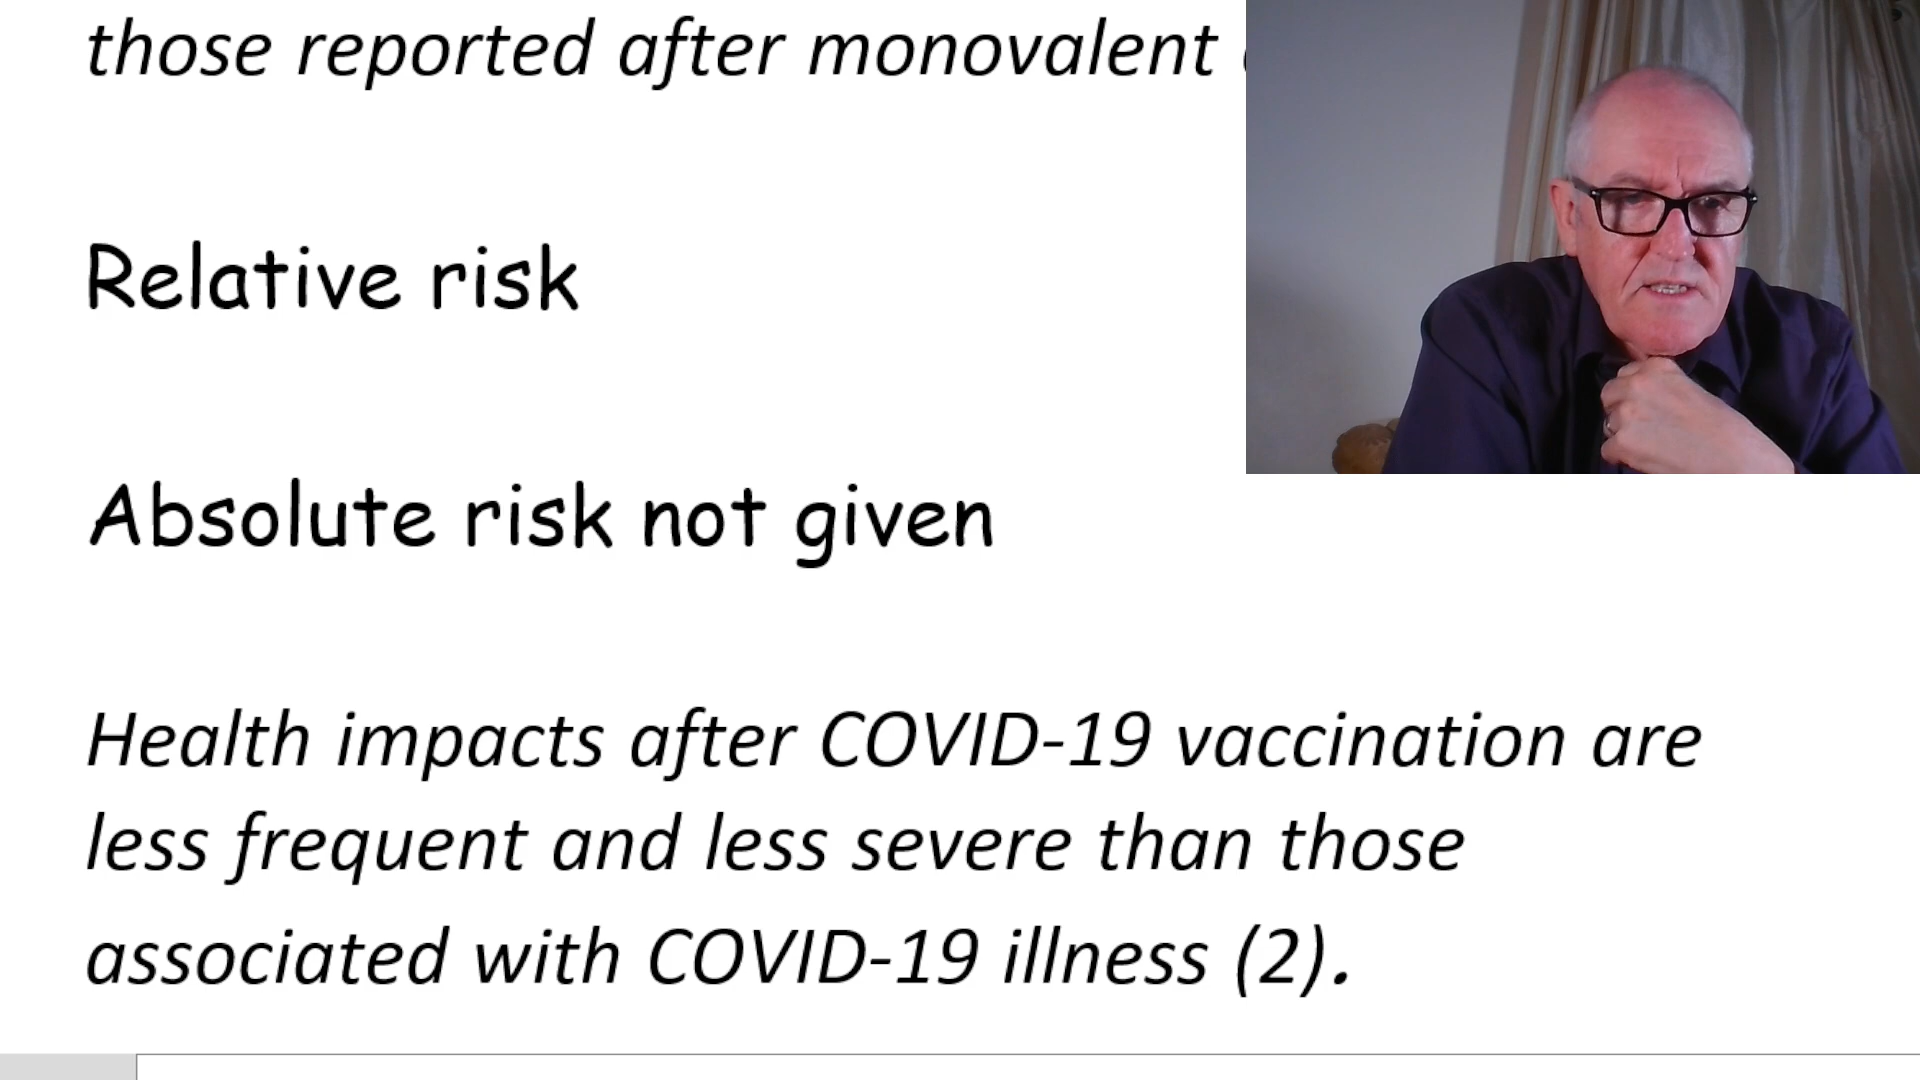 those reported after monovalent
Relative risk
Absolute risk not given
Health impacts after COVID-19 vaccination are
less frequent and less severe than those
associated with COVID-19 illness (2).